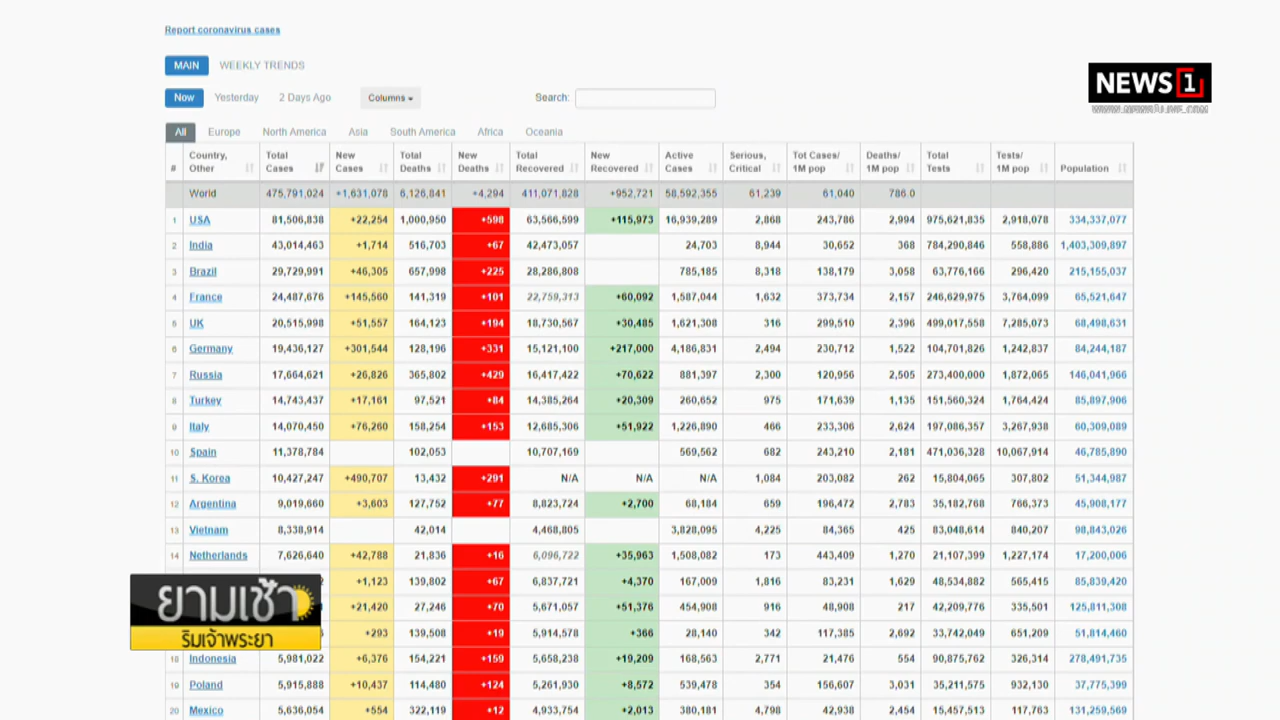 Report coronavirus cases
MAIN WEEKLY TRENDS
Now Yesterday 2 Days Ago Columns Search:
All Europe North America Asia South America Africa Oceania
# Country, Other Total Cases New Cases Total Deaths New Deaths Total Recovered New Recovered Active Cases Serious, Critical Tot Cases/ 1M pop Deaths/ 1M pop Total Tests Tests/ 1M pop Population
World 475,791,024 +1,631,078 6,126,841 +4,294 411,071,828 +952,721 58,592,355 61,239 61,040 786.0
1 USA 81,506,838 +22,254 1,000,950 +598 63,566,599 +115,973 16,939,289 2,868 243,786 2,994 975,621,835 2,918,078 334,337,077
2 India 43,014,463 +1,714 516,703 +67 42,473,057 24,703 8,944 30,652 368 784,290,846 558,886 1,403,309,897
3 Brazil 29,729,991 +46,305 657,998 +225 28,286,808 785,185 8,318 138,179 3,058 63,776,166 296,420 215,155,037
4 France 24,487,676 +145,560 141,319 +101 22,759,313 +60,092 1,587,044 1,632 373,734 2,157 246,629,975 3,764,099 65,521,647
5 UK 20,515,998 +51,557 164,123 +194 18,730,567 +30,485 1,621,308 316 299,510 2,396 499,017,558 7,285,073 68,498,631
6 Germany 19,436,127 +301,544 128,196 +331 15,121,100 +217,000 4,186,831 2,494 230,712 1,522 104,701,826 1,242,837 84,244,187
7 Russia 17,664,621 +26,826 365,802 +429 16,417,422 +70,622 881,397 2,300 120,956 2,505 273,400,000 1,872,065 146,041,966
8 Turkey 14,743,437 +17,161 97,521 +84 14,385,264 +20,309 260,652 975 171,639 1,135 151,560,324 1,764,424 85,897,906
9 Italy 14,070,450 +76,260 158,254 +153 12,685,306 +51,922 1,226,890 466 233,306 2,624 197,086,357 3,267,938 60,309,089
10 Spain 11,378,784 102,053 10,707,169 569,562 682 243,210 2,181 471,036,328 10,067,914 46,785,890
11 S. Korea 10,427,247 +490,707 13,432 +291 N/A N/A N/A 1,084 203,082 262 15,804,065 307,802 51,344,987
12 Argentina 9,019,660 +3,603 127,752 +77 8,823,724 +2,700 68,184 659 196,472 2,783 35,182,768 766,373 45,908,177
13 Vietnam 8,338,914 42,014 4,468,805 3,828,095 4,225 84,365 425 83,048,614 840,207 98,843,026
14 Netherlands 7,626,640 +42,788 21,836 +16 6,096,722 +35,963 1,508,082 173 443,409 1,270 21,107,399 1,227,174 17,200,006
+1,123 139,802 +67 6,837,721 +4,370 167,009 1,816 83,231 1,629 48,534,882 565,415 85,839,420
+21,420 27,246 +70 5,671,057 +51,376 454,908 916 48,908 217 42,209,776 335,501 125,811,308
+293 139,508 +19 5,914,578 +366 28,140 342 117,385 2,692 33,742,049 651,209 51,814,460
18 Indonesia 5,981,022 +6,376 154,221 +159 5,658,238 +19,209 168,563 2,771 21,476 554 90,875,762 326,314 278,491,735
19 Poland 5,915,888 +10,437 114,480 +124 5,261,930 +8,572 539,478 354 156,607 3,031 35,211,575 932,130 37,775,399
20 Mexico 5,636,054 +554 322,119 +12 4,933,754 +2,013 380,181 4,798 42,938 2,454 15,457,513 117,763 131,259,569
NEWS 1
ยามเช้า
ริมเจ้าพระยา